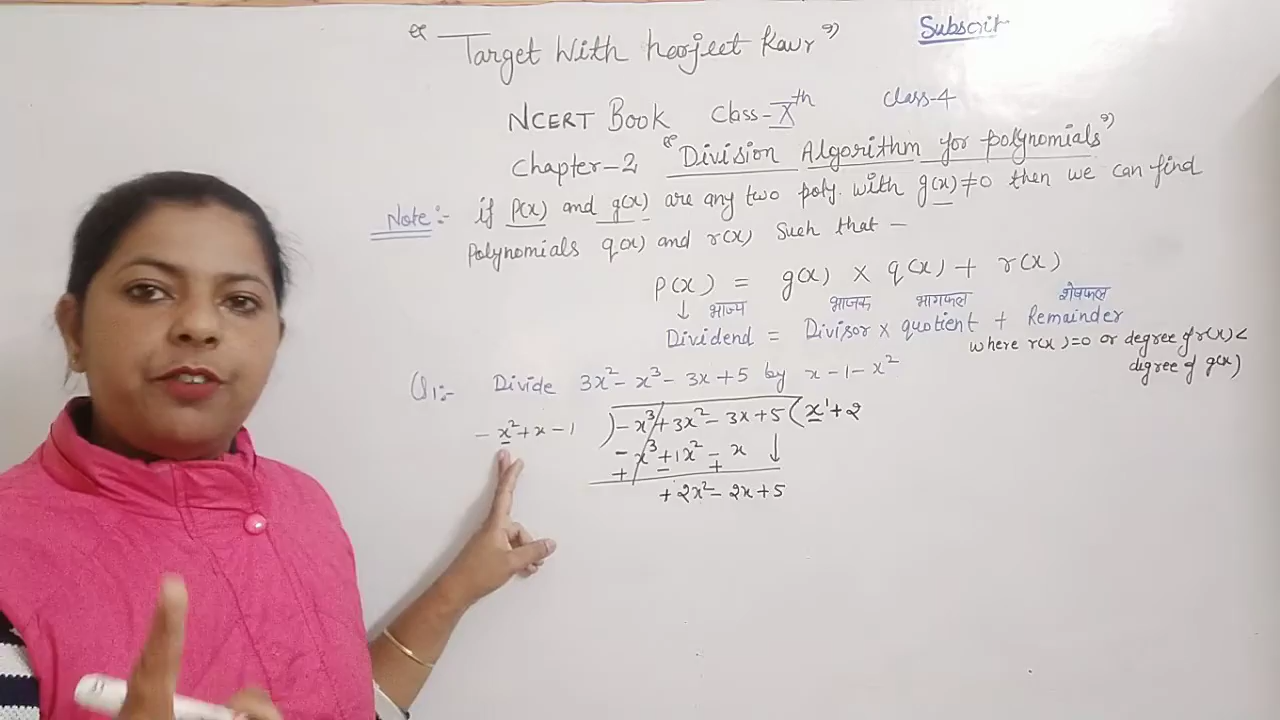 “ Target With Harjeet Kaur ” Subscrib
NCERT Book Class-Xth Class-4
Chapter-2 “Division Algorithm for polynomials”
Note:- if p(x) and g(x) are any two poly. with g(x)≠0 then we can find
Polynomials q(x) and r(x) Such that —
p(x) = g(x) × q(x) + r(x)
↓ भाज्य भाजक भागफल शेषफल
Dividend = Divisor × quotient + Remainder
where r(x)=0 or degree of r(x) <
degree of g(x)
Q1:- Divide 3x² - x³ - 3x + 5 by x - 1 - x²
-x² + x - 1 ) -x³ + 3x² - 3x + 5 ( x¹ + 2
-x³ + 1x² - x ↓
+ - +
+ 2x² - 2x + 5